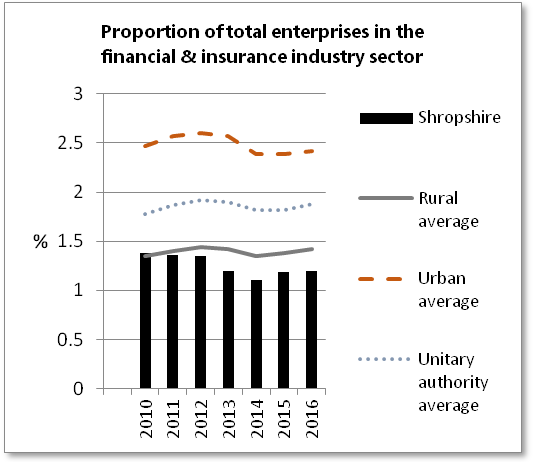 Proportion of total enterprises in the
financial & insurance industry sector
3
2.5
2
1.5
1
0.5
0
%
2010
2011
2012
2013
2014
2015
2016
Shropshire
Rural
average
Urban
average
Unitary
authority
average